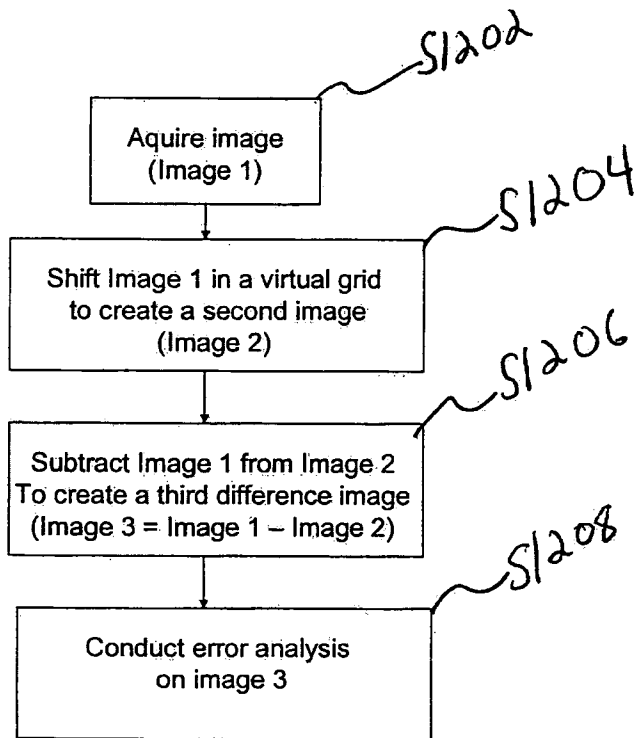 S1202
Aquire image
(Image 1)
S1204
Shift Image 1 in a virtual grid
to create a second image
(Image 2)
S1206
Subtract Image 1 from Image 2
To create a third difference image
(Image 3 = Image 1 – Image 2)
S1208
Conduct error analysis
on image 3